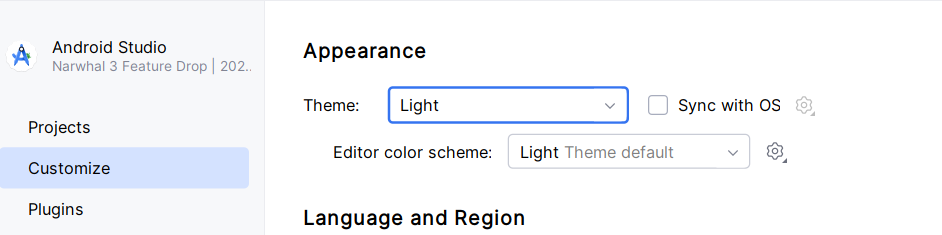 Android Studio
Narwhal 3 Feature Drop | 202..
Projects
Customize
Plugins
Appearance
Theme: Light Sync with OS
Editor color scheme: Light Theme default
Language and Region